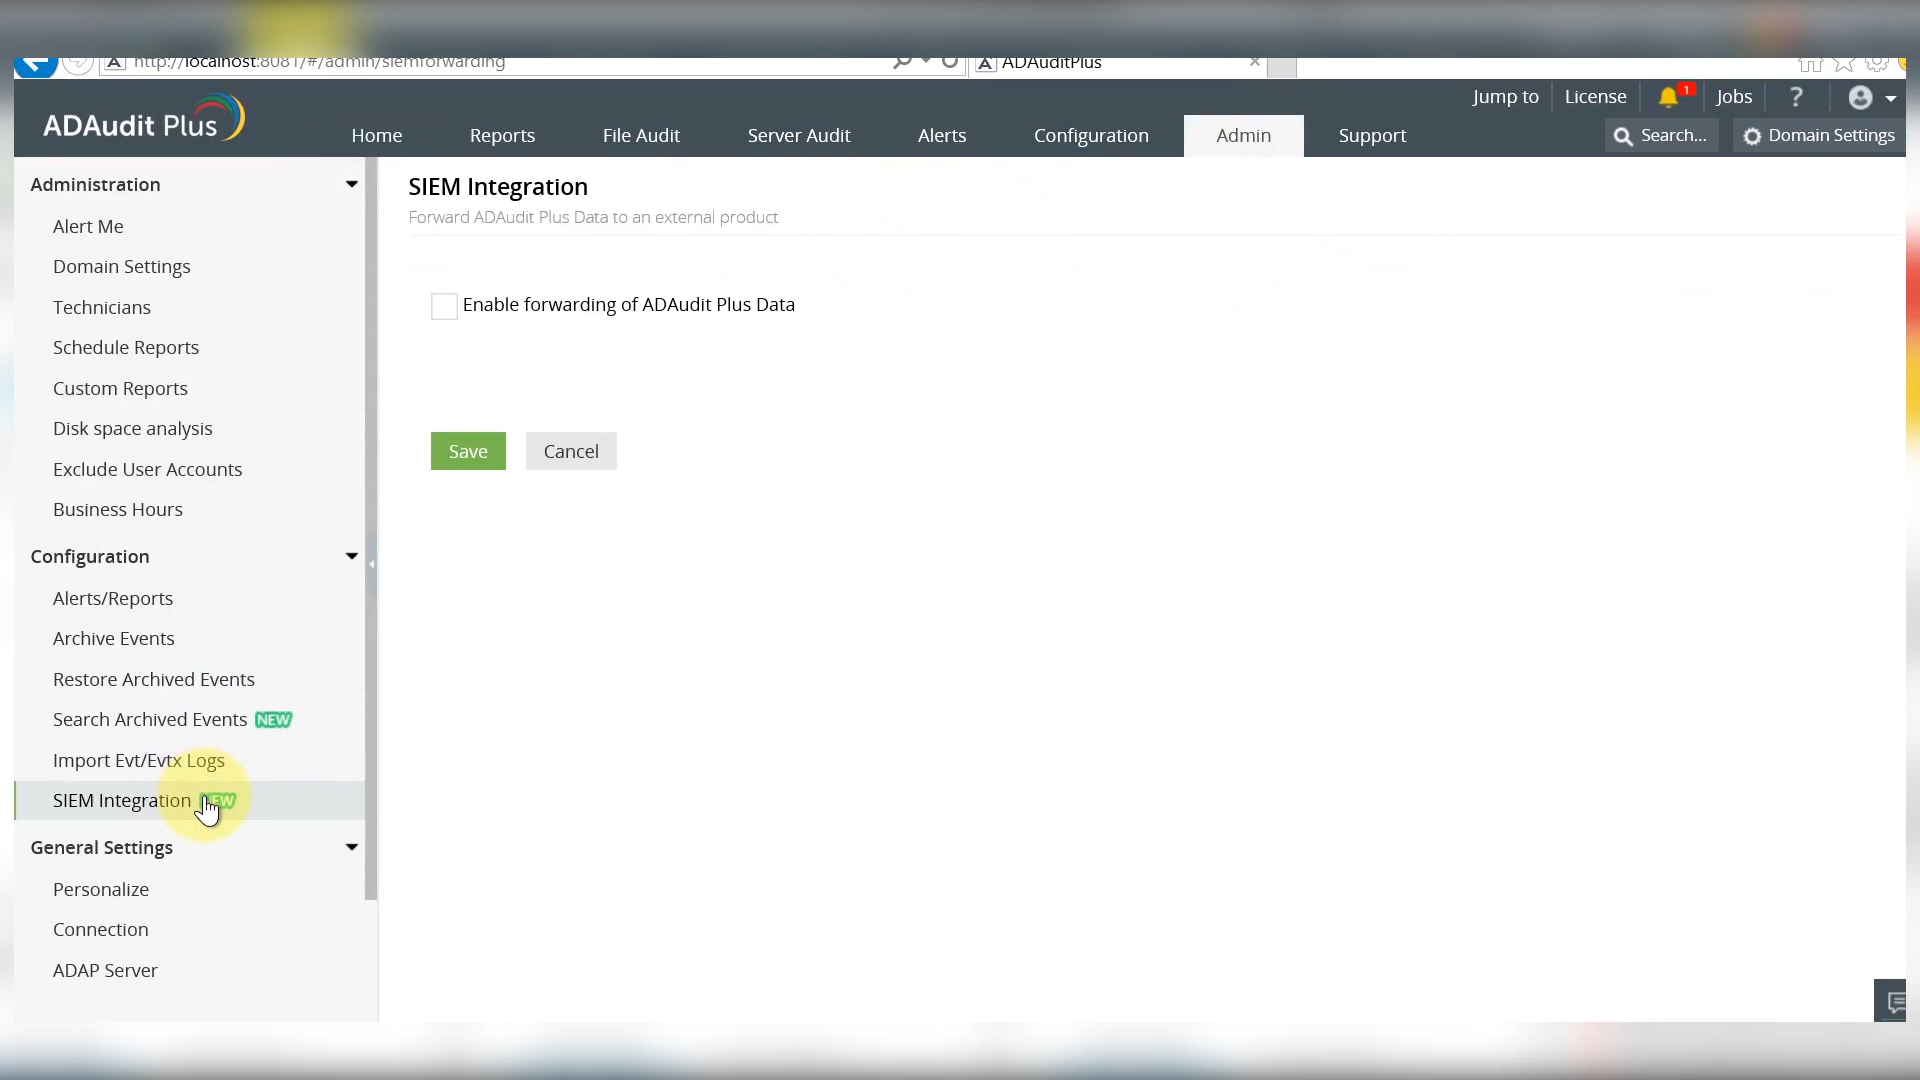 http://localhost:8081/#/admin/siemforwarding
ADAuditPlus
ADAudit Plus
Jump to
License
1
Jobs
?
Home
Reports
File Audit
Server Audit
Alerts
Configuration
Admin
Support
Search...
Domain Settings
Administration
Alert Me
Domain Settings
Technicians
Schedule Reports
Custom Reports
Disk space analysis
Exclude User Accounts
Business Hours
Configuration
Alerts/Reports
Archive Events
Restore Archived Events
Search Archived Events NEW
Import Evt/Evtx Logs
SIEM Integration NEW
General Settings
Personalize
Connection
ADAP Server
SIEM Integration
Forward ADAudit Plus Data to an external product
Enable forwarding of ADAudit Plus Data
Save
Cancel